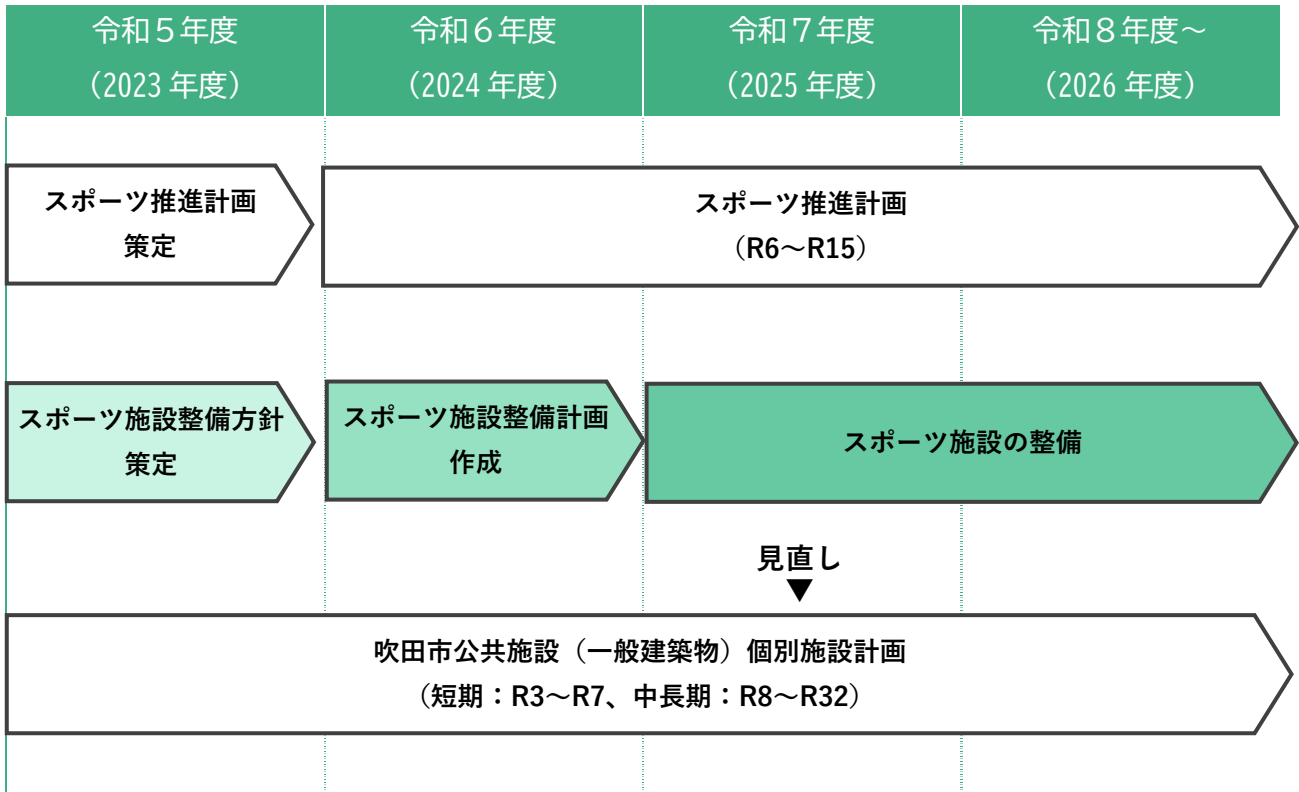 令和５年度
（2023 年度）
令和６年度
（2024 年度）
令和７年度
（2025 年度）
令和８年度～
（2026 年度）
スポーツ推進計画
策定
スポーツ推進計画
（R6～R15）
スポーツ施設整備方針
策定
スポーツ施設整備計画
作成
スポーツ施設の整備
見直し
▼
吹田市公共施設（一般建築物）個別施設計画
（短期：R3～R7、中長期：R8～R32）